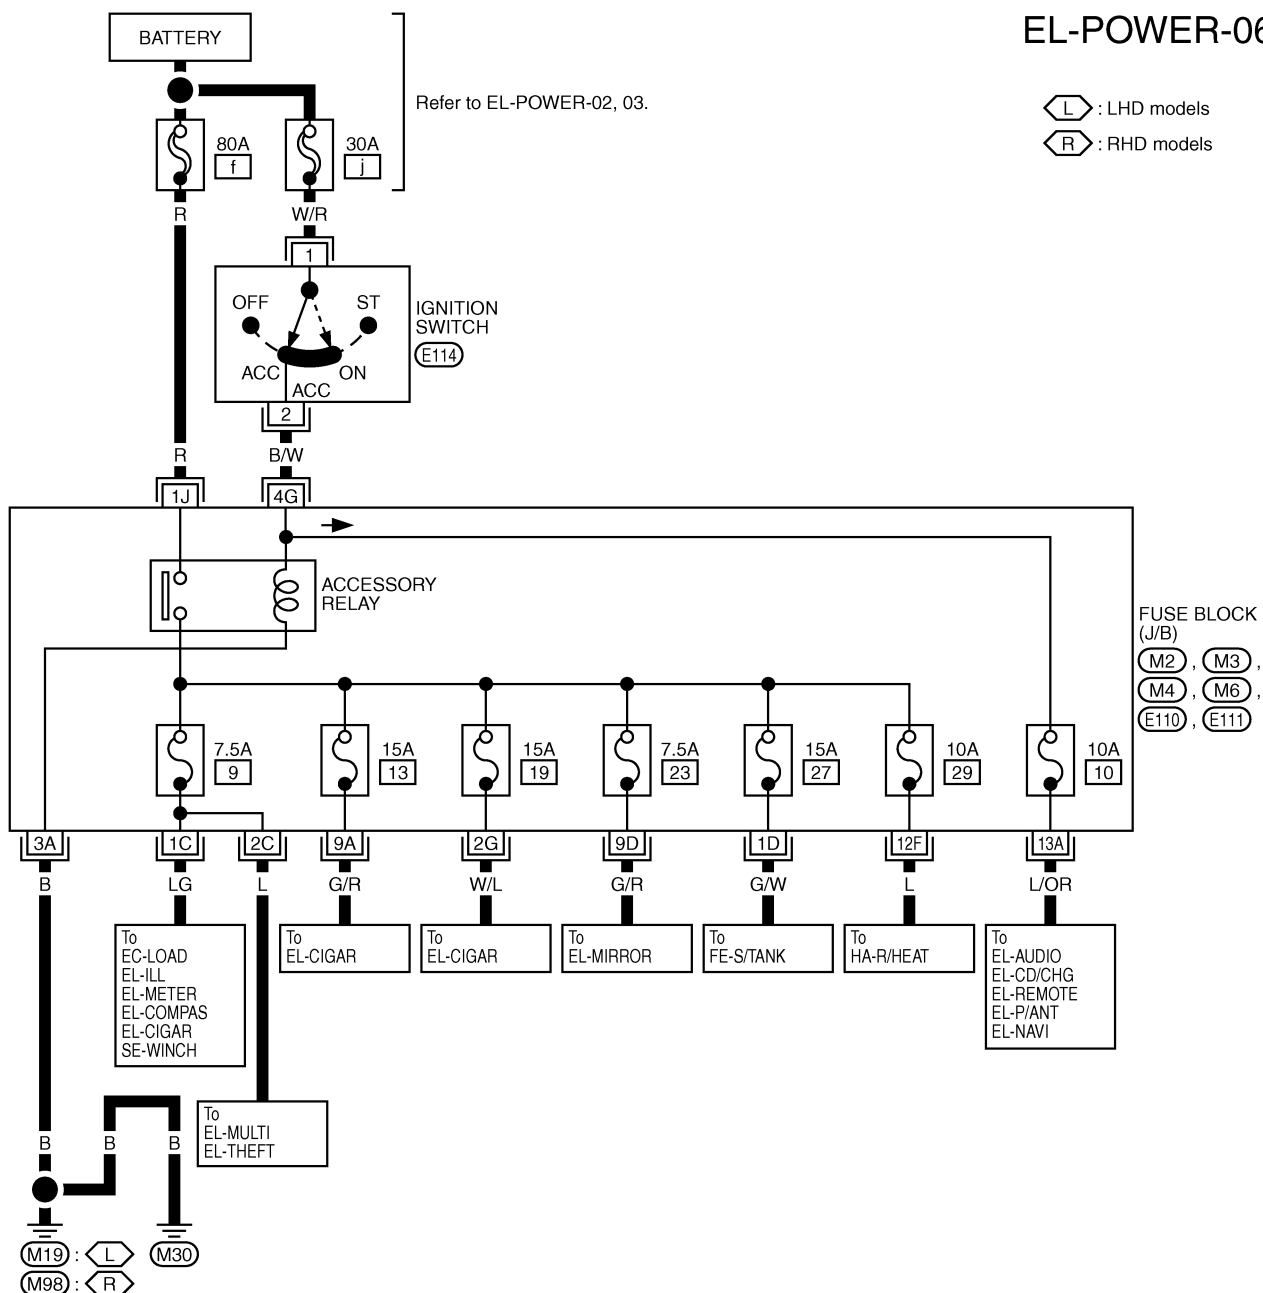 EL-POWER-06
BATTERY
Refer to EL-POWER-02, 03.
L : LHD models
R : RHD models
80A
f
30A
j
R
W/R
1
OFF
ST
ACC
ON
ACC
IGNITION
SWITCH
E114
2
R
B/W
1J
4G
ACCESSORY
RELAY
FUSE BLOCK
(J/B)
M2 , M3 ,
M4 , M6 ,
E110 , E111
7.5A
9
15A
13
15A
19
7.5A
23
15A
27
10A
29
10A
10
3A
1C
2C
9A
2G
9D
1D
12F
13A
B
LG
L
G/R
W/L
G/R
G/W
L
L/OR
To
EC-LOAD
EL-ILL
EL-METER
EL-COMPAS
EL-CIGAR
SE-WINCH
To
EL-CIGAR
To
EL-CIGAR
To
EL-MIRROR
To
FE-S/TANK
To
HA-R/HEAT
To
EL-AUDIO
EL-CD/CHG
EL-REMOTE
EL-P/ANT
EL-NAVI
To
EL-MULTI
EL-THEFT
B
B
B
M19 : L
M30
M98 : R